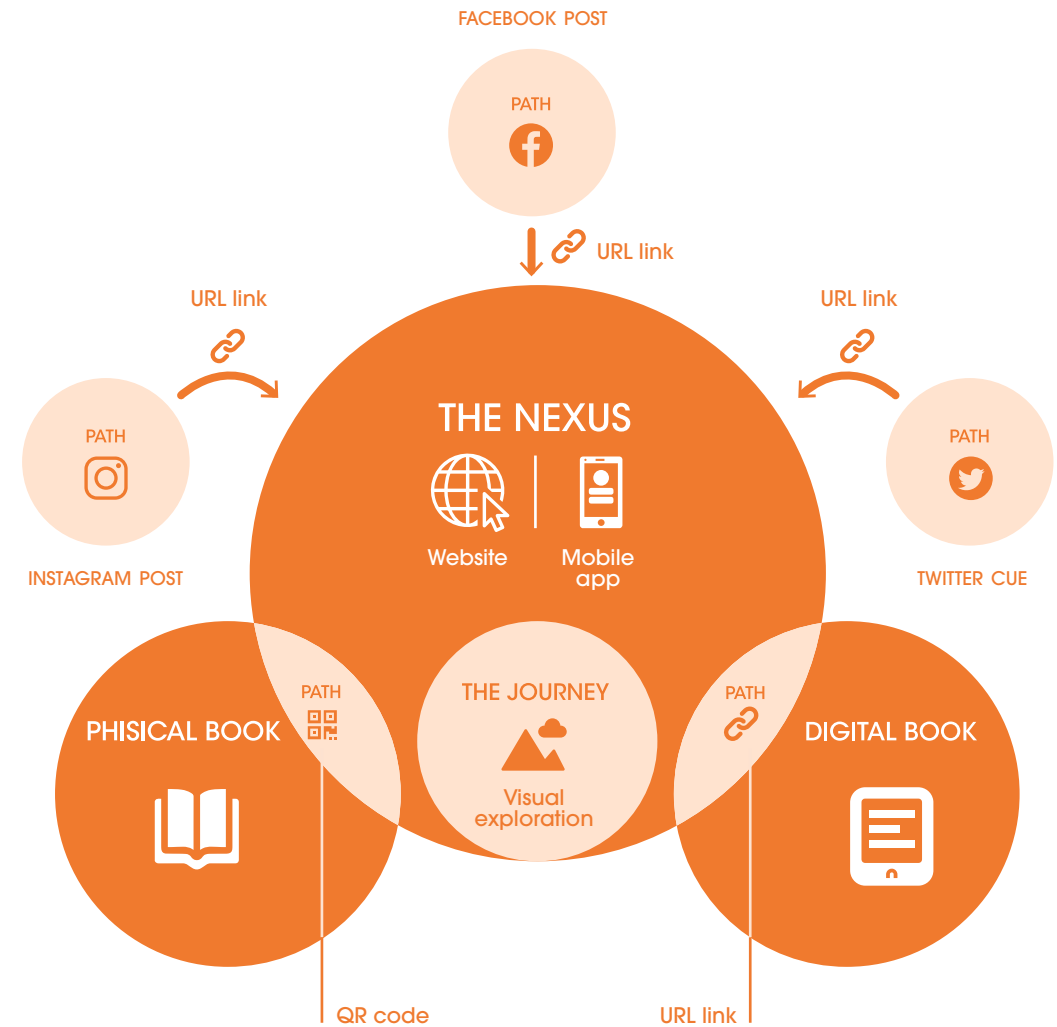 FACEBOOK POST
PATH
URL link
URL link
URL link
THE NEXUS
PATH
PATH
Website
Mobile
app
INSTAGRAM POST
TWITTER CUE
PATH
THE JOURNEY
PATH
PHISICAL BOOK
DIGITAL BOOK
Visual
exploration
QR code
URL link